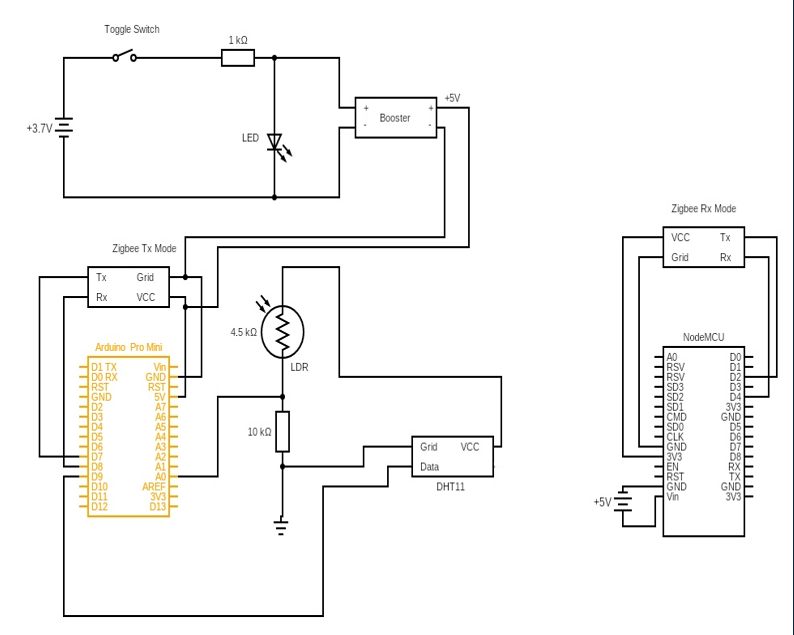 Toggle Switch
1 kΩ
+3.7V
LED
+ +
- -
Booster
+5V
Zigbee Tx Mode
Tx Grid
Rx VCC
4.5 kΩ
LDR
10 kΩ
Arduino Pro Mini
D1 TX Vin
D0 RX GND
RST RST
GND 5V
D2 A7
D3 A6
D4 A5
D5 A4
D6 A3
D7 A2
D8 A1
D9 A0
D10 AREF
D11 3V3
D12 D13
Grid VCC
Data
DHT11
Zigbee Rx Mode
VCC Tx
Grid Rx
NodeMCU
A0 D0
RSV D1
RSV D2
SD3 D3
SD2 D4
SD1 3V3
CMD GND
SD0 D5
CLK D6
GND D7
3V3 D8
EN RX
RST TX
GND GND
Vin 3V3
+5V